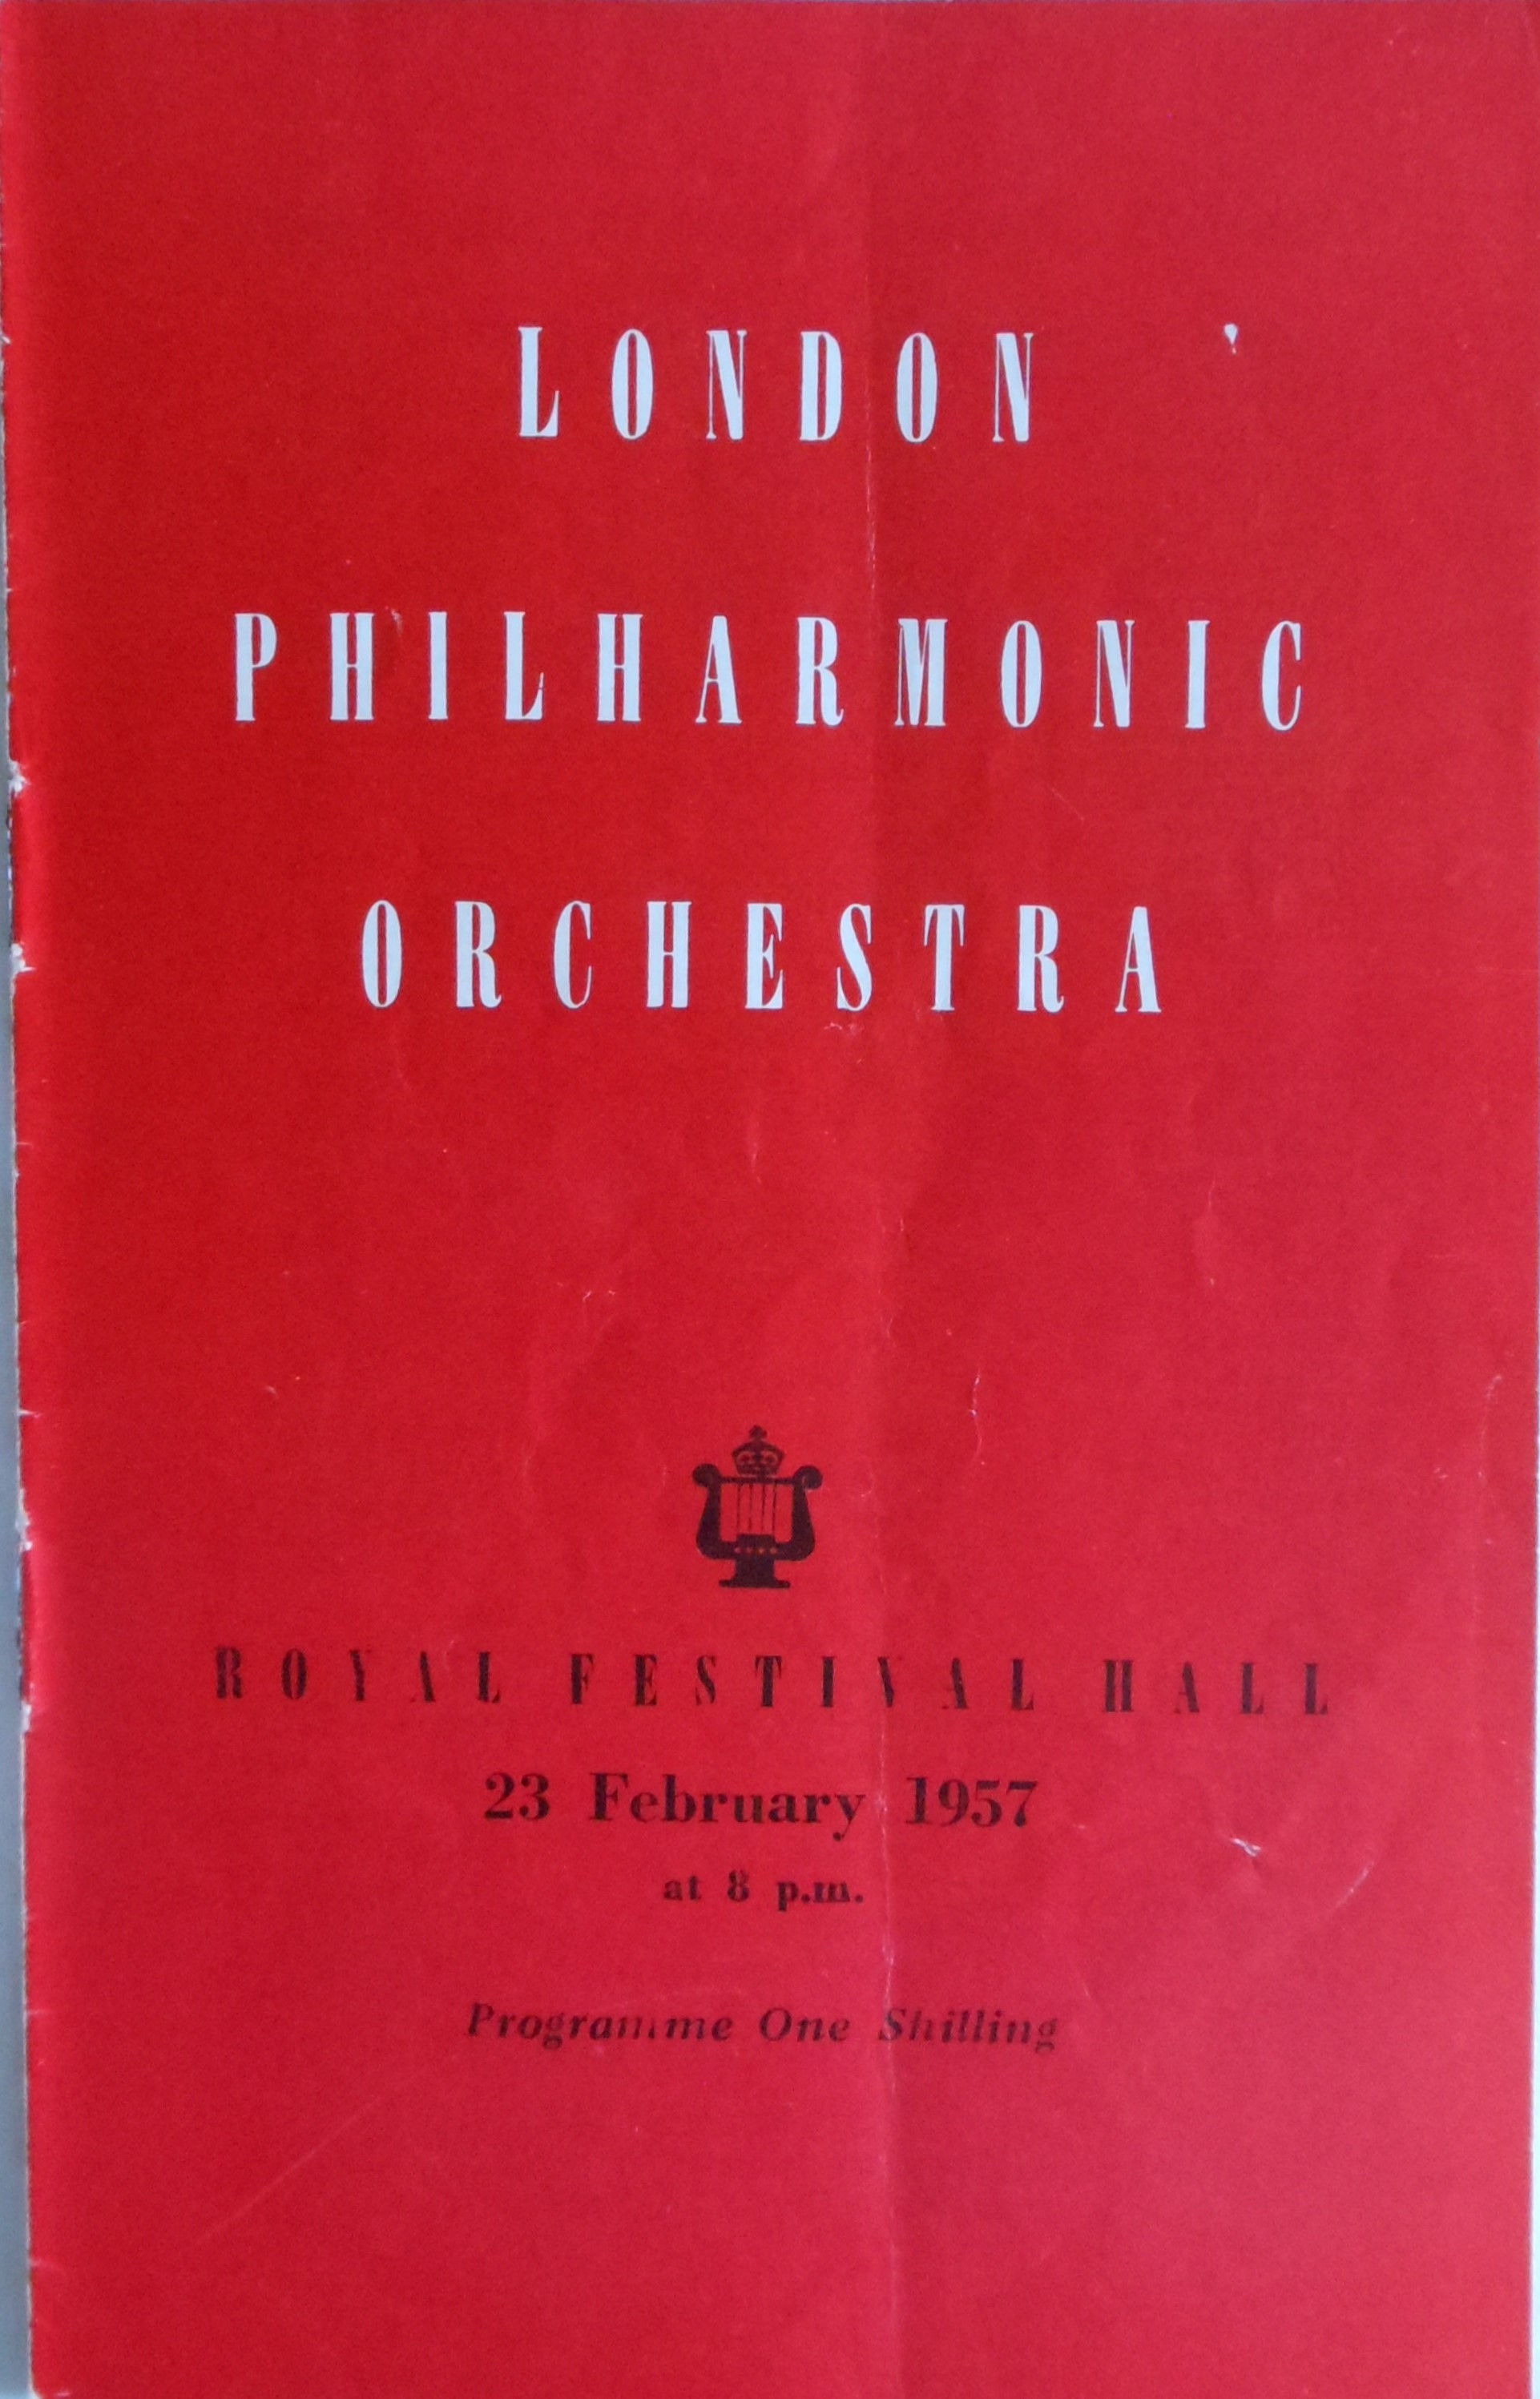 LONDON
PHILHARMONIC
ORCHESTRA
ROYAL FESTIVAL HALL
23 February 1957
at 8 p.m.
Programme One Shilling